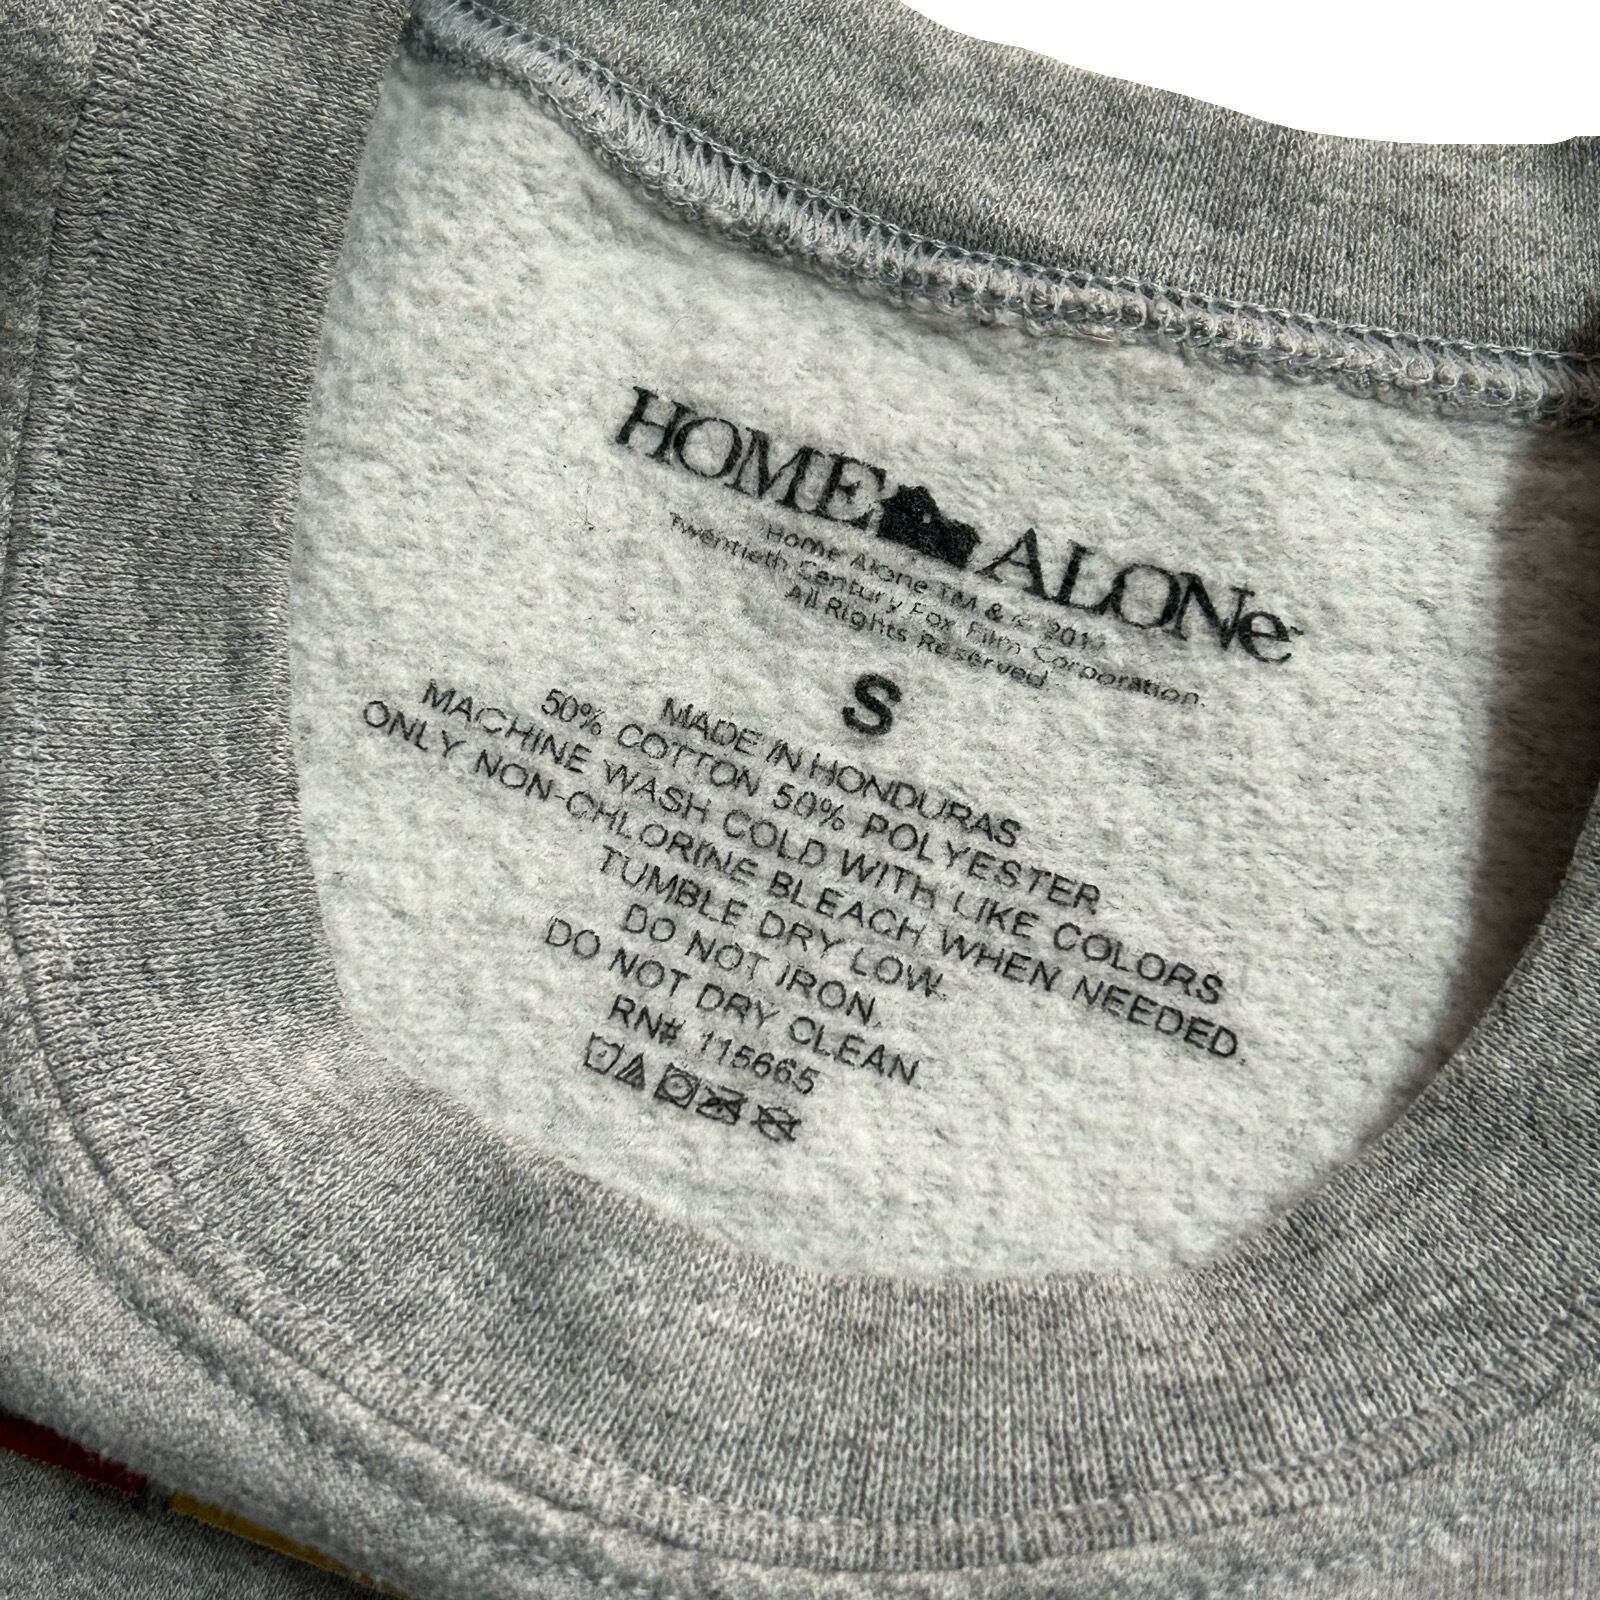 HOME ALONe
Home Alone TM & ©
Twentieth Century Fox Film Corporation.
All Rights Reserved
S
MADE IN HONDURAS
50% COTTON 50% POLYESTER
MACHINE WASH COLD WITH LIKE COLORS
ONLY NON-CHLORINE BLEACH WHEN NEEDED.
TUMBLE DRY LOW.
DO NOT IRON.
DO NOT DRY CLEAN
RN# 115665